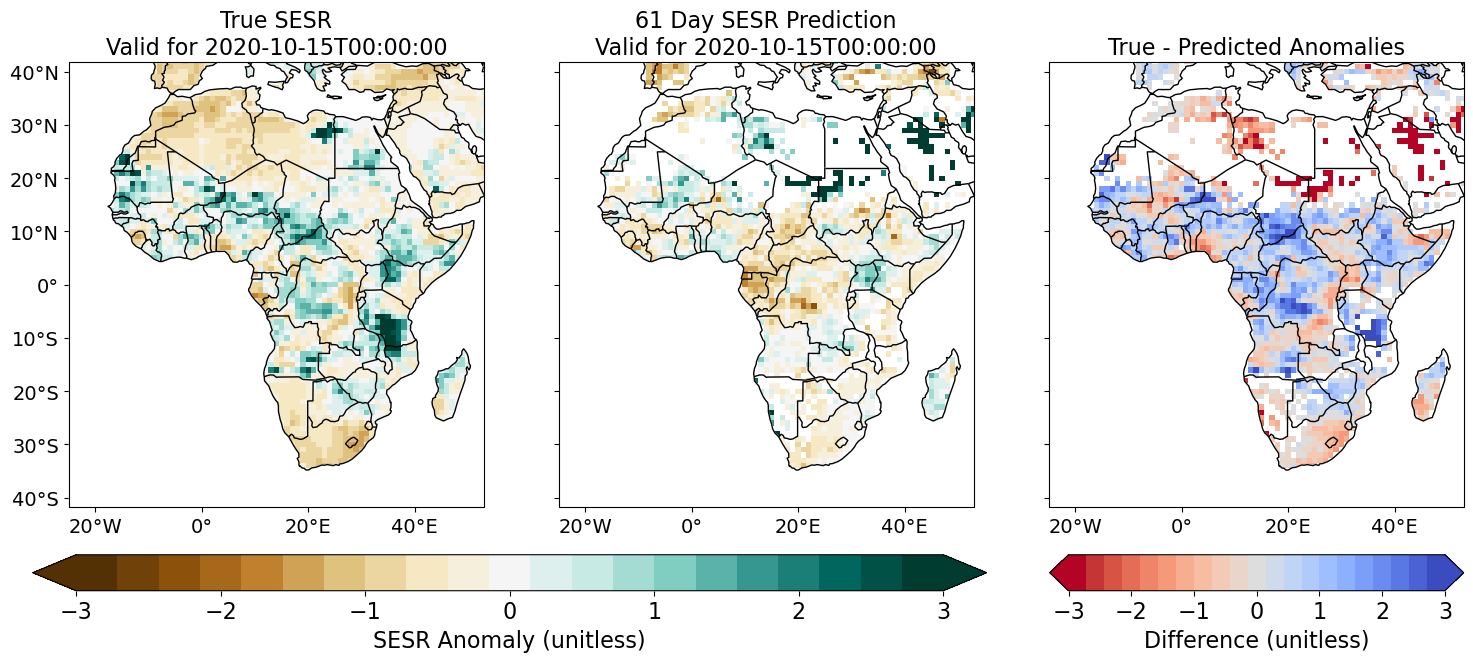 True SESR
Valid for 2020-10-15T00:00:00
61 Day SESR Prediction
Valid for 2020-10-15T00:00:00
True - Predicted Anomalies
40°N
30°N
20°N
10°N
0°
10°S
20°S
30°S
40°S
20°W 0° 20°E 40°E
20°W 0° 20°E 40°E
20°W 0° 20°E 40°E
−3 −2 −1 0 1 2 3
SESR Anomaly (unitless)
−3 −2 −1 0 1 2 3
Difference (unitless)